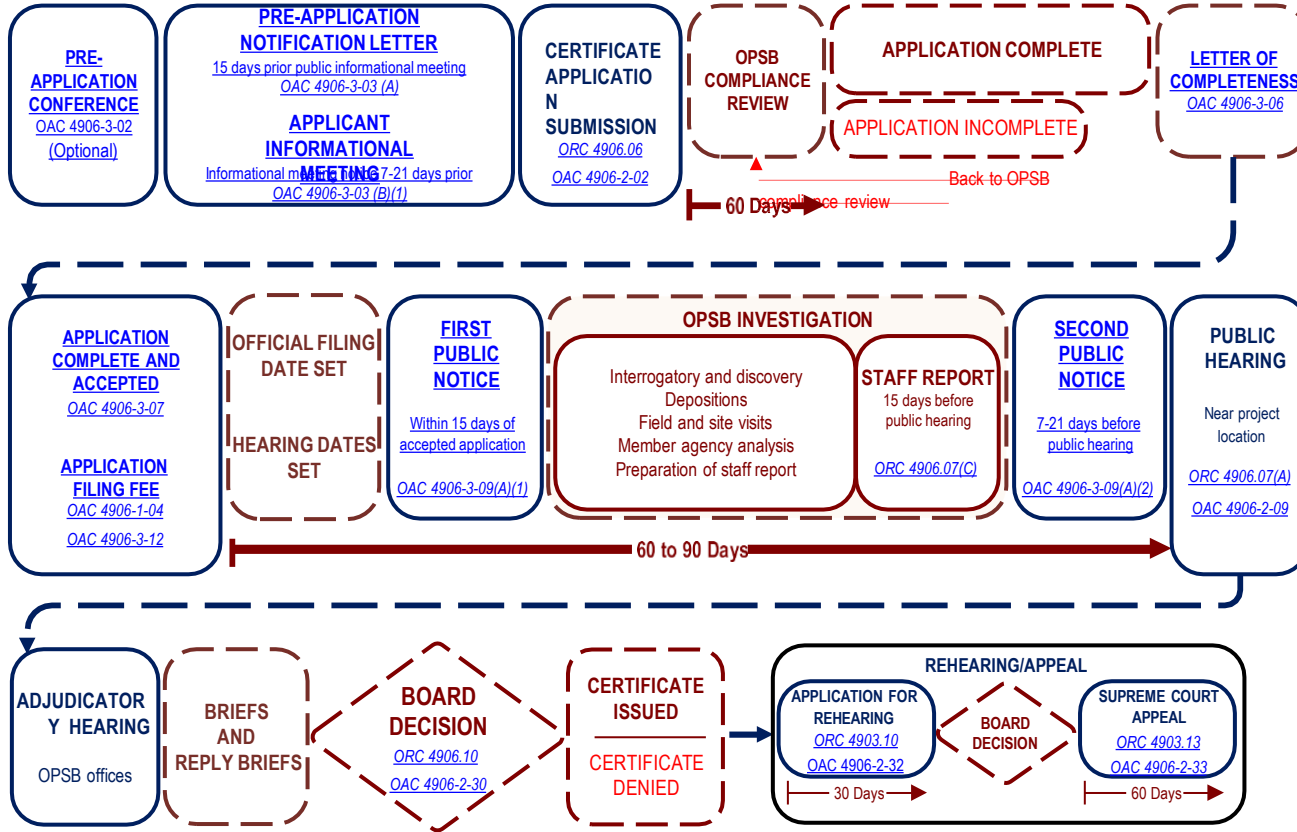 PRE-
APPLICATION
CONFERENCE
OAC 4906-3-02
(Optional)
PRE-APPLICATION
NOTIFICATION LETTER
15 days prior public informational meeting
OAC 4906-3-03 (A)
APPLICANT
INFORMATIONAL
MEETING
Informational meeting notice 7-21 days prior
OAC 4906-3-03 (B)(1)
CERTIFICATE
APPLICATIO
N
SUBMISSION
ORC 4906.06
OAC 4906-2-02
OPSB
COMPLIANCE
REVIEW
APPLICATION COMPLETE
APPLICATION INCOMPLETE
Back to OPSB
compliance review
60 Days
LETTER OF
COMPLETENESS
OAC 4906-3-06
APPLICATION
COMPLETE AND
ACCEPTED
OAC 4906-3-07
APPLICATION
FILING FEE
OAC 4906-1-04
OAC 4906-3-12
OFFICIAL FILING
DATE SET
HEARING DATES
SET
FIRST
PUBLIC
NOTICE
Within 15 days of
accepted application
OAC 4906-3-09(A)(1)
OPSB INVESTIGATION
Interrogatory and discovery
Depositions
Field and site visits
Member agency analysis
Preparation of staff report
STAFF REPORT
15 days before
public hearing
ORC 4906.07(C)
SECOND
PUBLIC
NOTICE
7-21 days before
public hearing
OAC 4906-3-09(A)(2)
PUBLIC
HEARING
Near project
location
ORC 4906.07(A)
OAC 4906-2-09
60 to 90 Days
ADJUDICATOR
Y HEARING
OPSB offices
BRIEFS
AND
REPLY BRIEFS
BOARD
DECISION
ORC 4906.10
OAC 4906-2-30
CERTIFICATE
ISSUED
CERTIFICATE
DENIED
REHEARING/APPEAL
APPLICATION FOR
REHEARING
ORC 4903.10
OAC 4906-2-32
30 Days
BOARD
DECISION
SUPREME COURT
APPEAL
ORC 4903.13
OAC 4906-2-33
60 Days